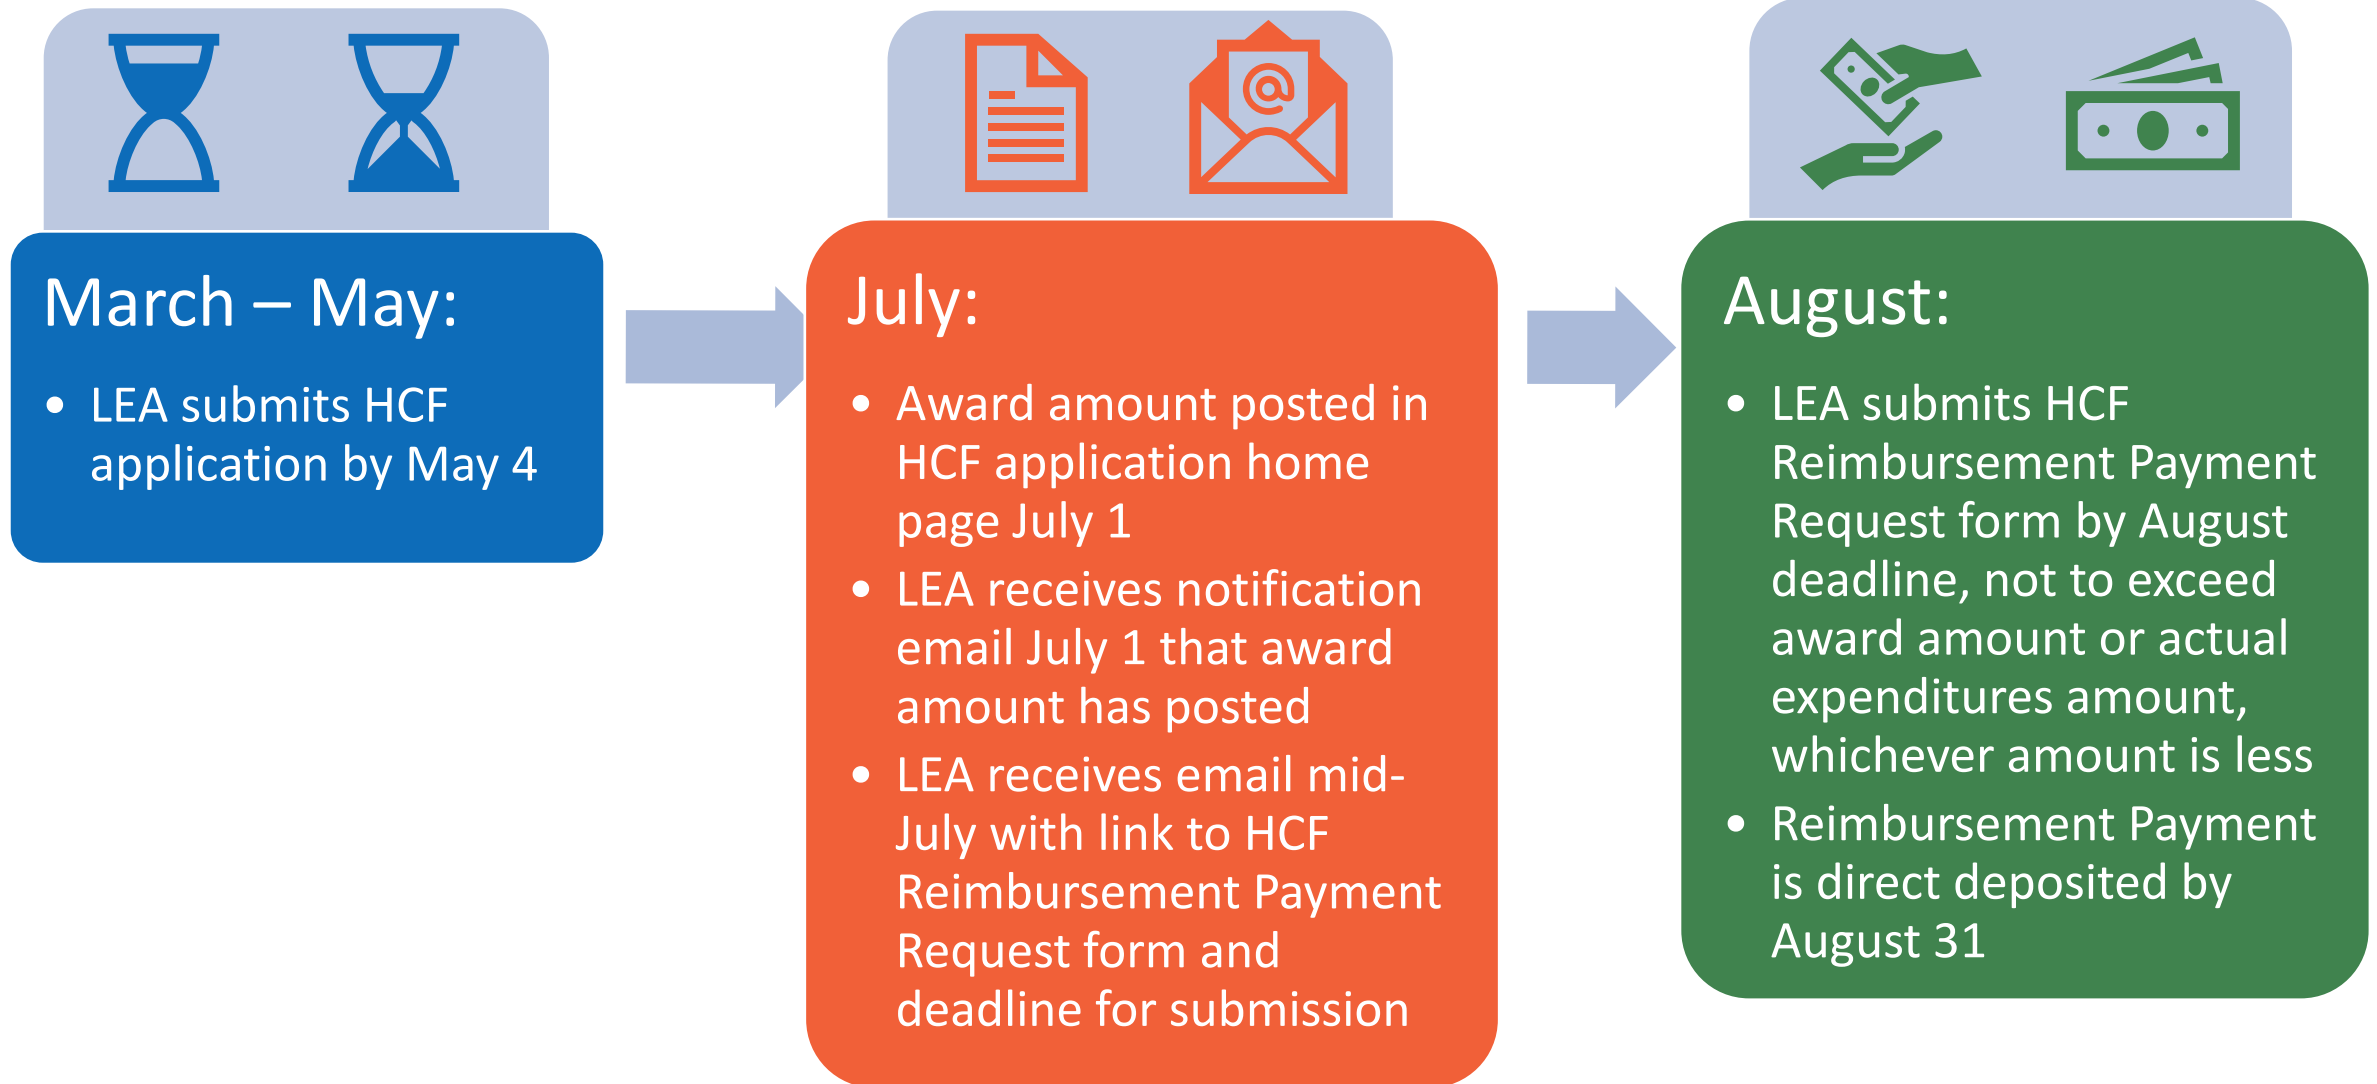 March – May:
• LEA submits HCF
application by May 4
July:
• Award amount posted in
HCF application home
page July 1
• LEA receives notification
email July 1 that award
amount has posted
• LEA receives email mid-
July with link to HCF
Reimbursement Payment
Request form and
deadline for submission
August:
• LEA submits HCF
Reimbursement Payment
Request form by August
deadline, not to exceed
award amount or actual
expenditures amount,
whichever amount is less
• Reimbursement Payment
is direct deposited by
August 31